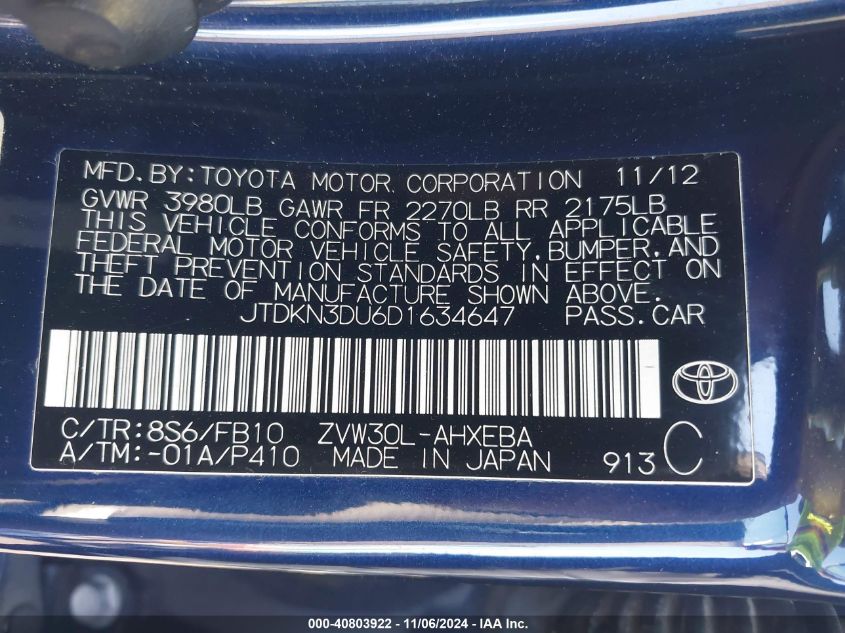 MFD.BY:TOYOTA MOTOR CORPORATION 11/12
GVWR 3980LB GAWR FR 2270LB RR 2175LB
THIS VEHICLE CONFORMS TO ALL APPLICABLE
FEDERAL MOTOR VEHICLE SAFETY,BUMPER,AND
THEFT PREVENTION STANDARDS IN EFFECT ON
THE DATE OF MANUFACTURE SHOWN ABOVE.
JTDKN3DU6D1634647 PASS.CAR
C/TR:8S6/FB10 ZVW30L-AHXEBA C
A/TM:-01A/P410 MADE IN JAPAN 913
000-40803922 - 11/06/2024 - IAA Inc.